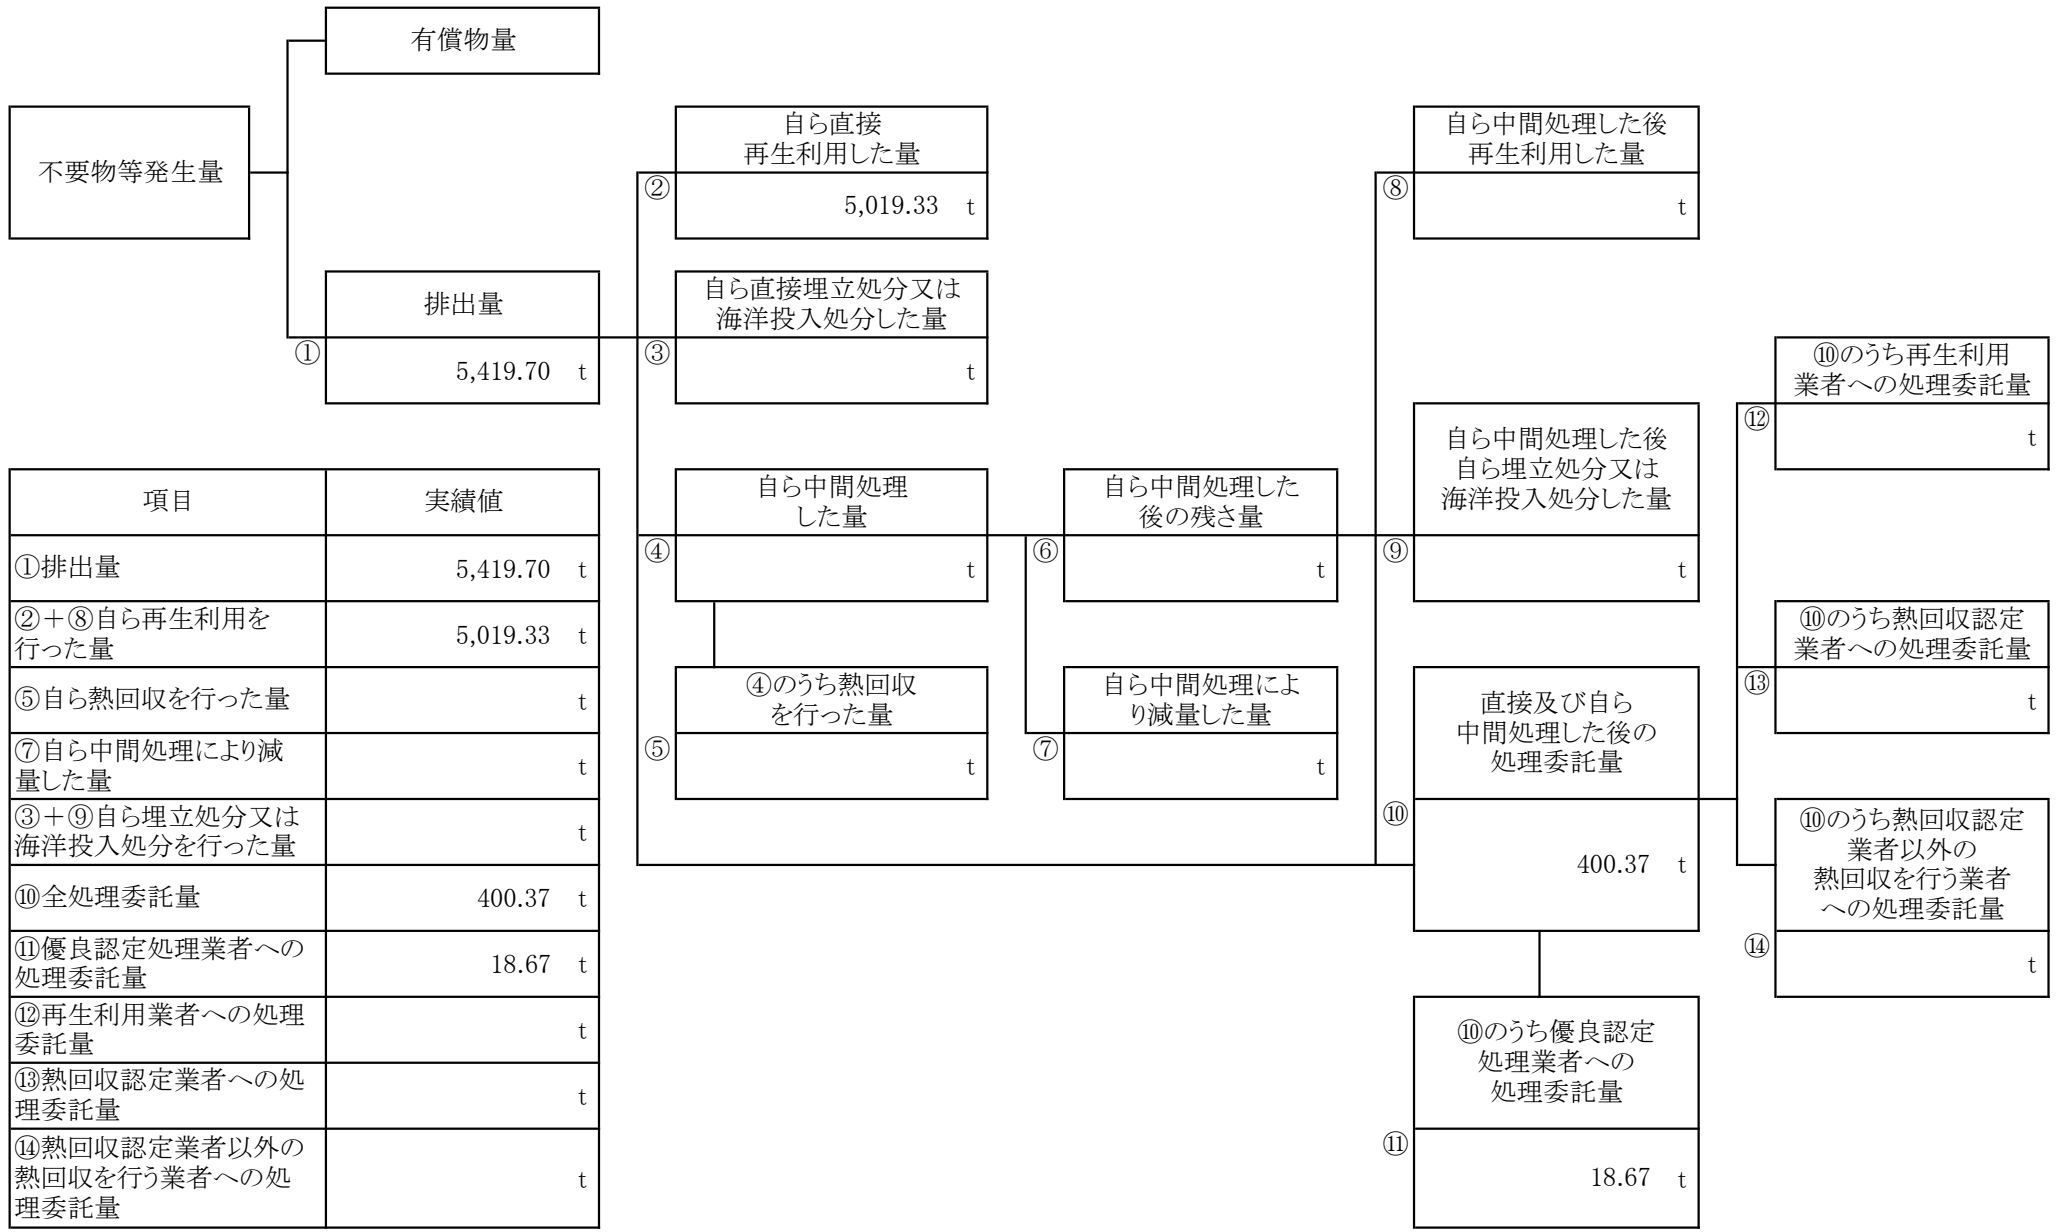 有償物量
不要物等発生量
排出量
①
5,419.70 t
自ら直接
再生利用した量
②
5,019.33 t
自ら直接埋立処分又は
海洋投入処分した量
③
t
自ら中間処理
した量
④
t
④のうち熱回収
を行った量
⑤
t
自ら中間処理した
後の残さ量
⑥
t
自ら中間処理によ
り減量した量
⑦
t
自ら中間処理した後
再生利用した量
⑧
t
自ら中間処理した後
自ら埋立処分又は
海洋投入処分した量
⑨
t
直接及び自ら
中間処理した後の
処理委託量
⑩
400.37 t
⑩のうち優良認定
処理業者への
処理委託量
⑪
18.67 t
⑩のうち再生利用
業者への処理委託量
⑫
t
⑩のうち熱回収認定
業者への処理委託量
⑬
t
⑩のうち熱回収認定
業者以外の
熱回収を行う業者
への処理委託量
⑭
t
項目 実績値
①排出量 5,419.70 t
②＋⑧自ら再生利用を
行った量 5,019.33 t
⑤自ら熱回収を行った量 t
⑦自ら中間処理により減
量した量 t
③＋⑨自ら埋立処分又は
海洋投入処分を行った量 t
⑩全処理委託量 400.37 t
⑪優良認定処理業者への
処理委託量 18.67 t
⑫再生利用業者への処理
委託量 t
⑬熱回収認定業者への処
理委託量 t
⑭熱回収認定業者以外の
熱回収を行う業者への処
理委託量 t